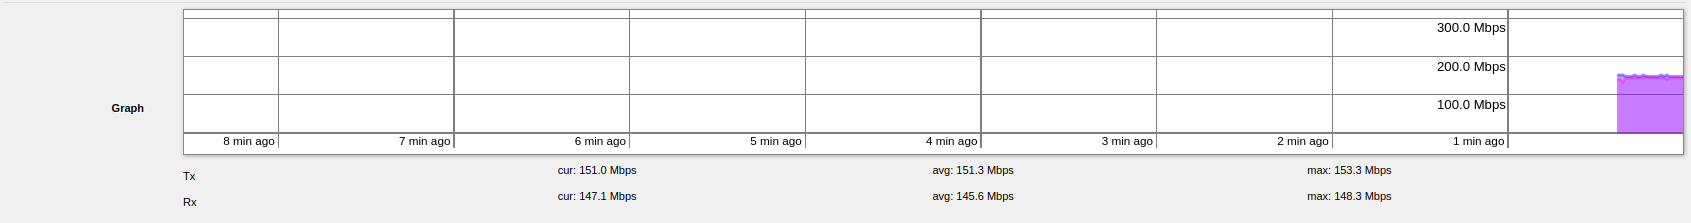 300.0 Mbps
200.0 Mbps
Graph
100.0 Mbps
8 min ago 7 min ago 6 min ago 5 min ago 4 min ago 3 min ago 2 min ago 1 min ago
Tx cur: 151.0 Mbps avg: 151.3 Mbps max: 153.3 Mbps
Rx cur: 147.1 Mbps avg: 145.6 Mbps max: 148.3 Mbps